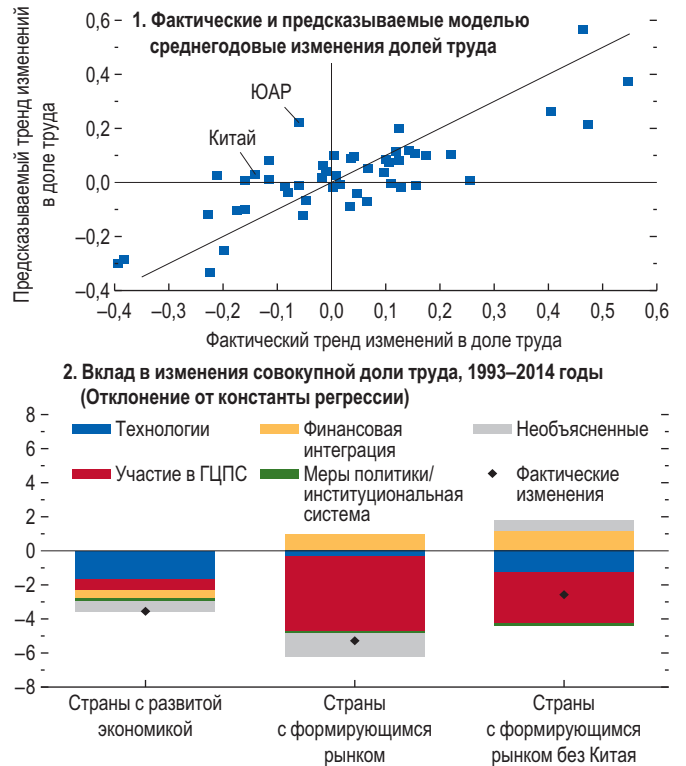 1. Фактические и предсказываемые моделью
среднегодовые изменения долей труда
0,6
0,4
0,2
0,0
–0,2
–0,4
Предсказываемый тренд изменений
в доле труда
ЮАР
Китай
–0,4 –0,3 –0,2 –0,1 0,0 0,1 0,2 0,3 0,4 0,5 0,6
Фактический тренд изменений в доле труда
2. Вклад в изменения совокупной доли труда, 1993–2014 годы
(Отклонение от константы регрессии)
8
6
4
2
0
–2
–4
–6
–8
Технологии
Финансовая
интеграция
Необъясненные
Участие в ГЦПС
Меры политики/
институциональная
система
Фактические
изменения
Страны с развитой
экономикой
Страны
с формирующимся
рынком
Страны
с формирующимся
рынком без Китая